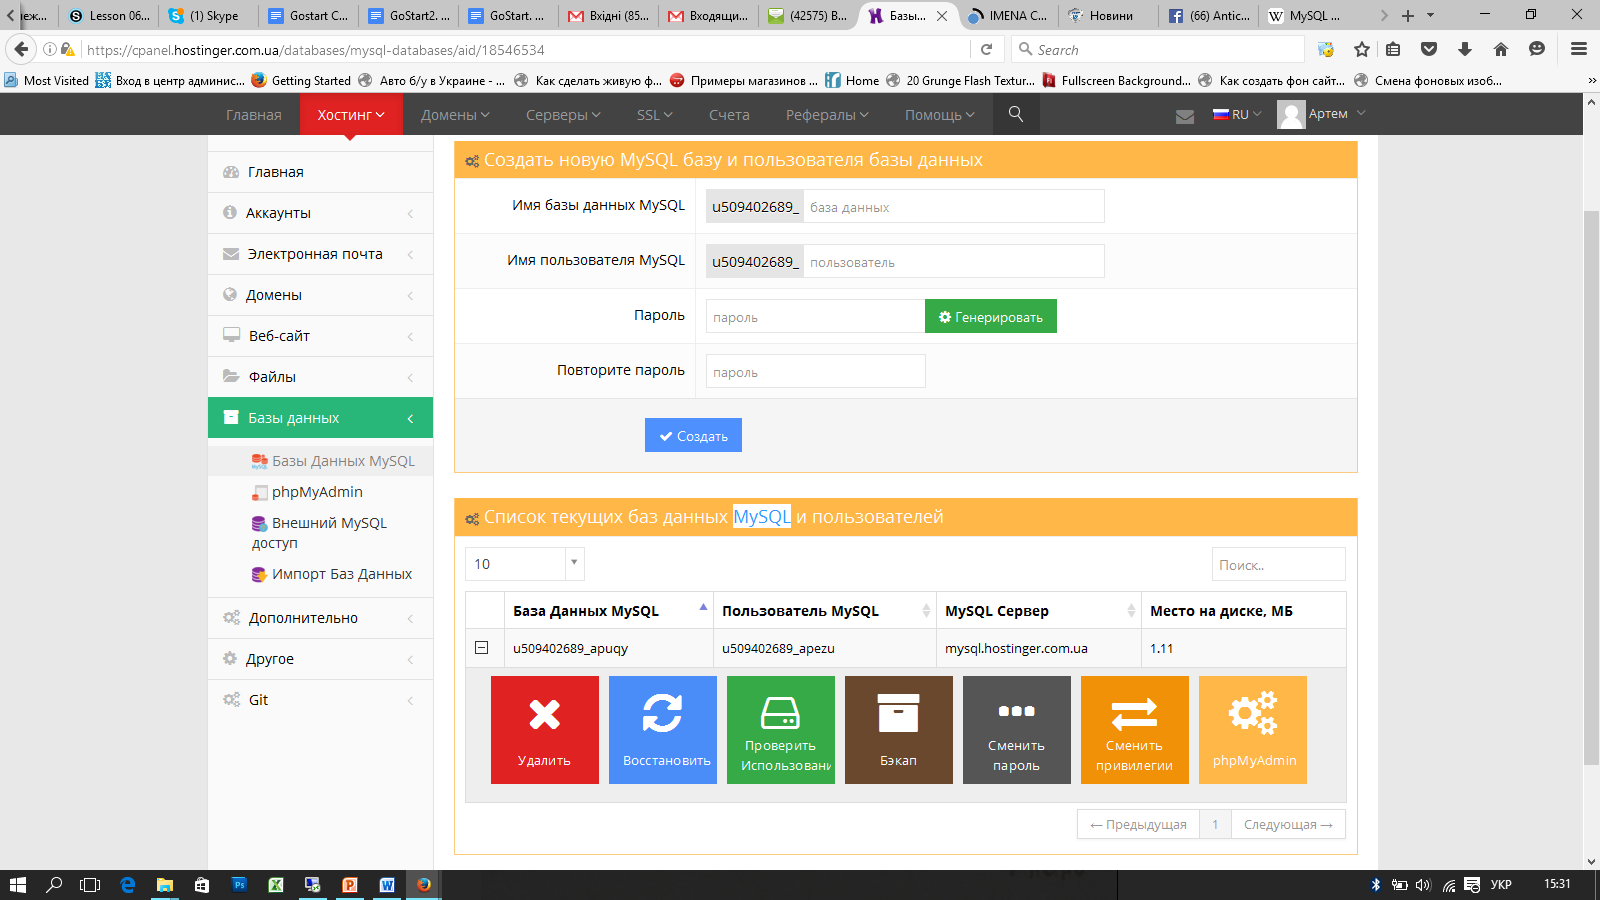 неж...
Lesson 06...
(1) Skype
Gostart C...
GoStart2. ...
GoStart. ...
Вхідні (85...
Входящи...
(42575) В...
Базы...
IMENA C...
Новини
(66) Antic...
MySQL ...
https://cpanel.hostinger.com.ua/databases/mysql-databases/aid/18546534
Search
Most Visited
Вход в центр админис...
Getting Started
Авто б/у в Украине - ...
Как сделать живую ф...
Примеры магазинов ...
Home
20 Grunge Flash Textur...
Fullscreen Background...
Как создать фон сайт...
Смена фоновых изоб...
Главная
Хостинг
Домены
Серверы
SSL
Счета
Рефералы
Помощь
RU
Артем
Главная
Аккаунты
Электронная почта
Домены
Веб-сайт
Файлы
Базы данных
Базы Данных MySQL
phpMyAdmin
Внешний MySQL
доступ
Импорт Баз Данных
Дополнительно
Другое
Git
Создать новую MySQL базу и пользователя базы данных
Имя базы данных MySQL
u509402689_ база данных
Имя пользователя MySQL
u509402689_ пользователь
Пароль
пароль
Генерировать
Повторите пароль
пароль
Создать
Список текущих баз данных MySQL и пользователей
10
Поиск..
База Данных MySQL
Пользователь MySQL
MySQL Сервер
Место на диске, МБ
u509402689_apuqy
u509402689_apezu
mysql.hostinger.com.ua
1.11
Удалить
Восстановить
Проверить
Использовани
Бэкап
Сменить
пароль
Сменить
привилегии
phpMyAdmin
← Предыдущая
1
Следующая →
УКР
15:31